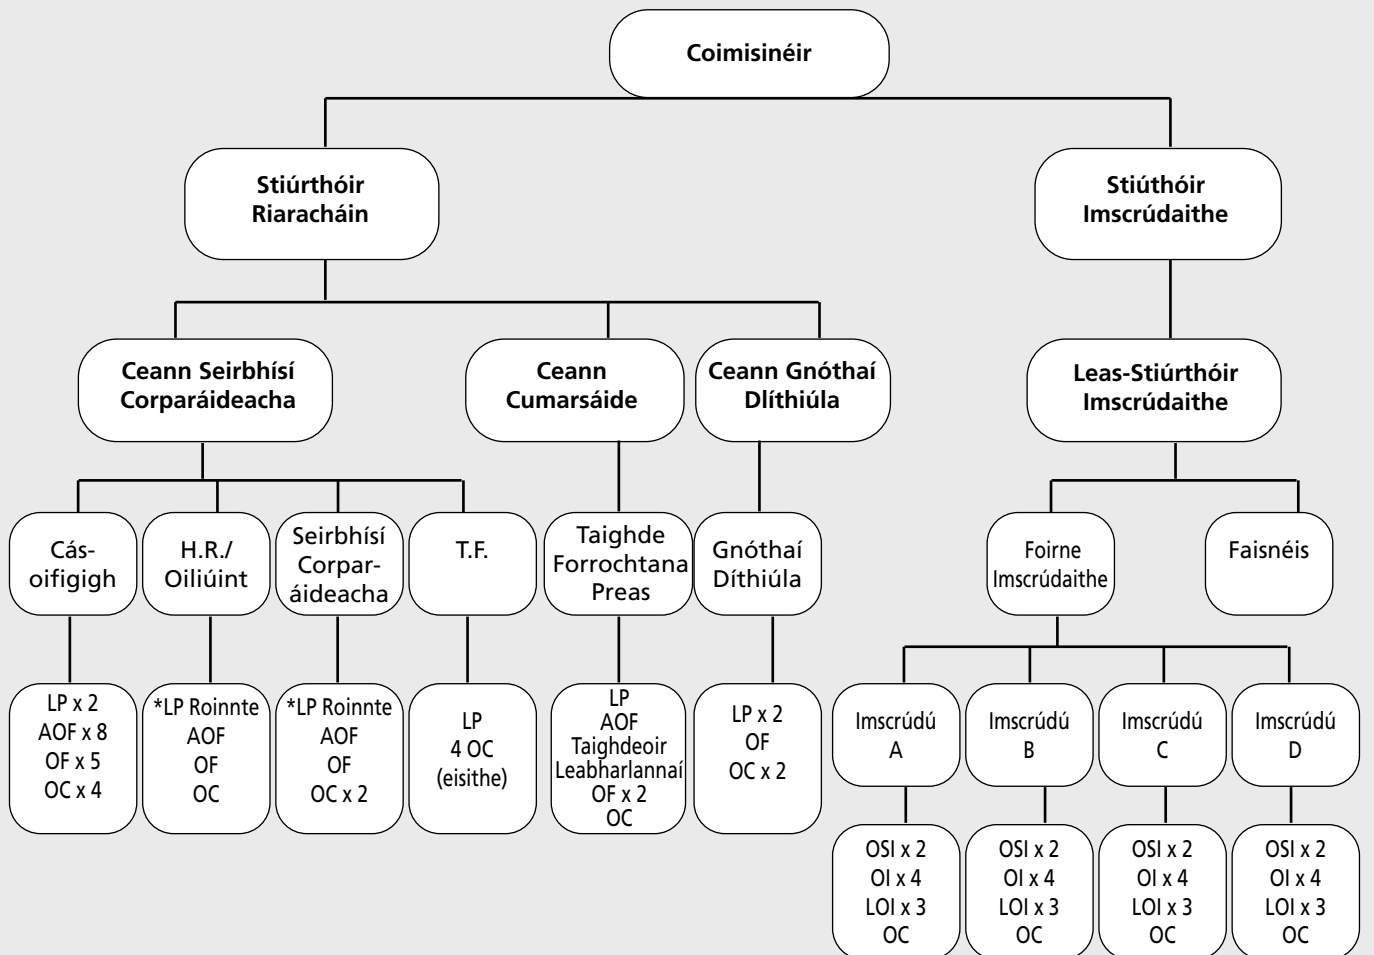 Coimisinéir
Stiúrthóir
Riaracháin
Stiúthóir
Imscrúdaithe
Ceann Seirbhísí
Corparáideacha
Ceann
Cumarsáide
Ceann Gnóthaí
Dlíthiúla
Leas-Stiúrthóir
Imscrúdaithe
Cás-
oifigigh
H.R./
Oiliúint
Seirbhísí
Corpar-
áideacha
T.F.
Taighde
Forrochtana
Preas
Gnóthaí
Díthiúla
Foirne
Imscrúdaithe
Faisnéis
LP x 2
AOF x 8
OF x 5
OC x 4
*LP Roinnte
AOF
OF
OC
*LP Roinnte
AOF
OF
OC x 2
LP
4 OC
(eisithe)
LP
AOF
Taighdeoir
Leabharlannaí
OF x 2
OC
LP x 2
OF
OC x 2
Imscrúdú
A
Imscrúdú
B
Imscrúdú
C
Imscrúdú
D
OSI x 2
OI x 4
LOI x 3
OC
OSI x 2
OI x 4
LOI x 3
OC
OSI x 2
OI x 4
LOI x 3
OC
OSI x 2
OI x 4
LOI x 3
OC